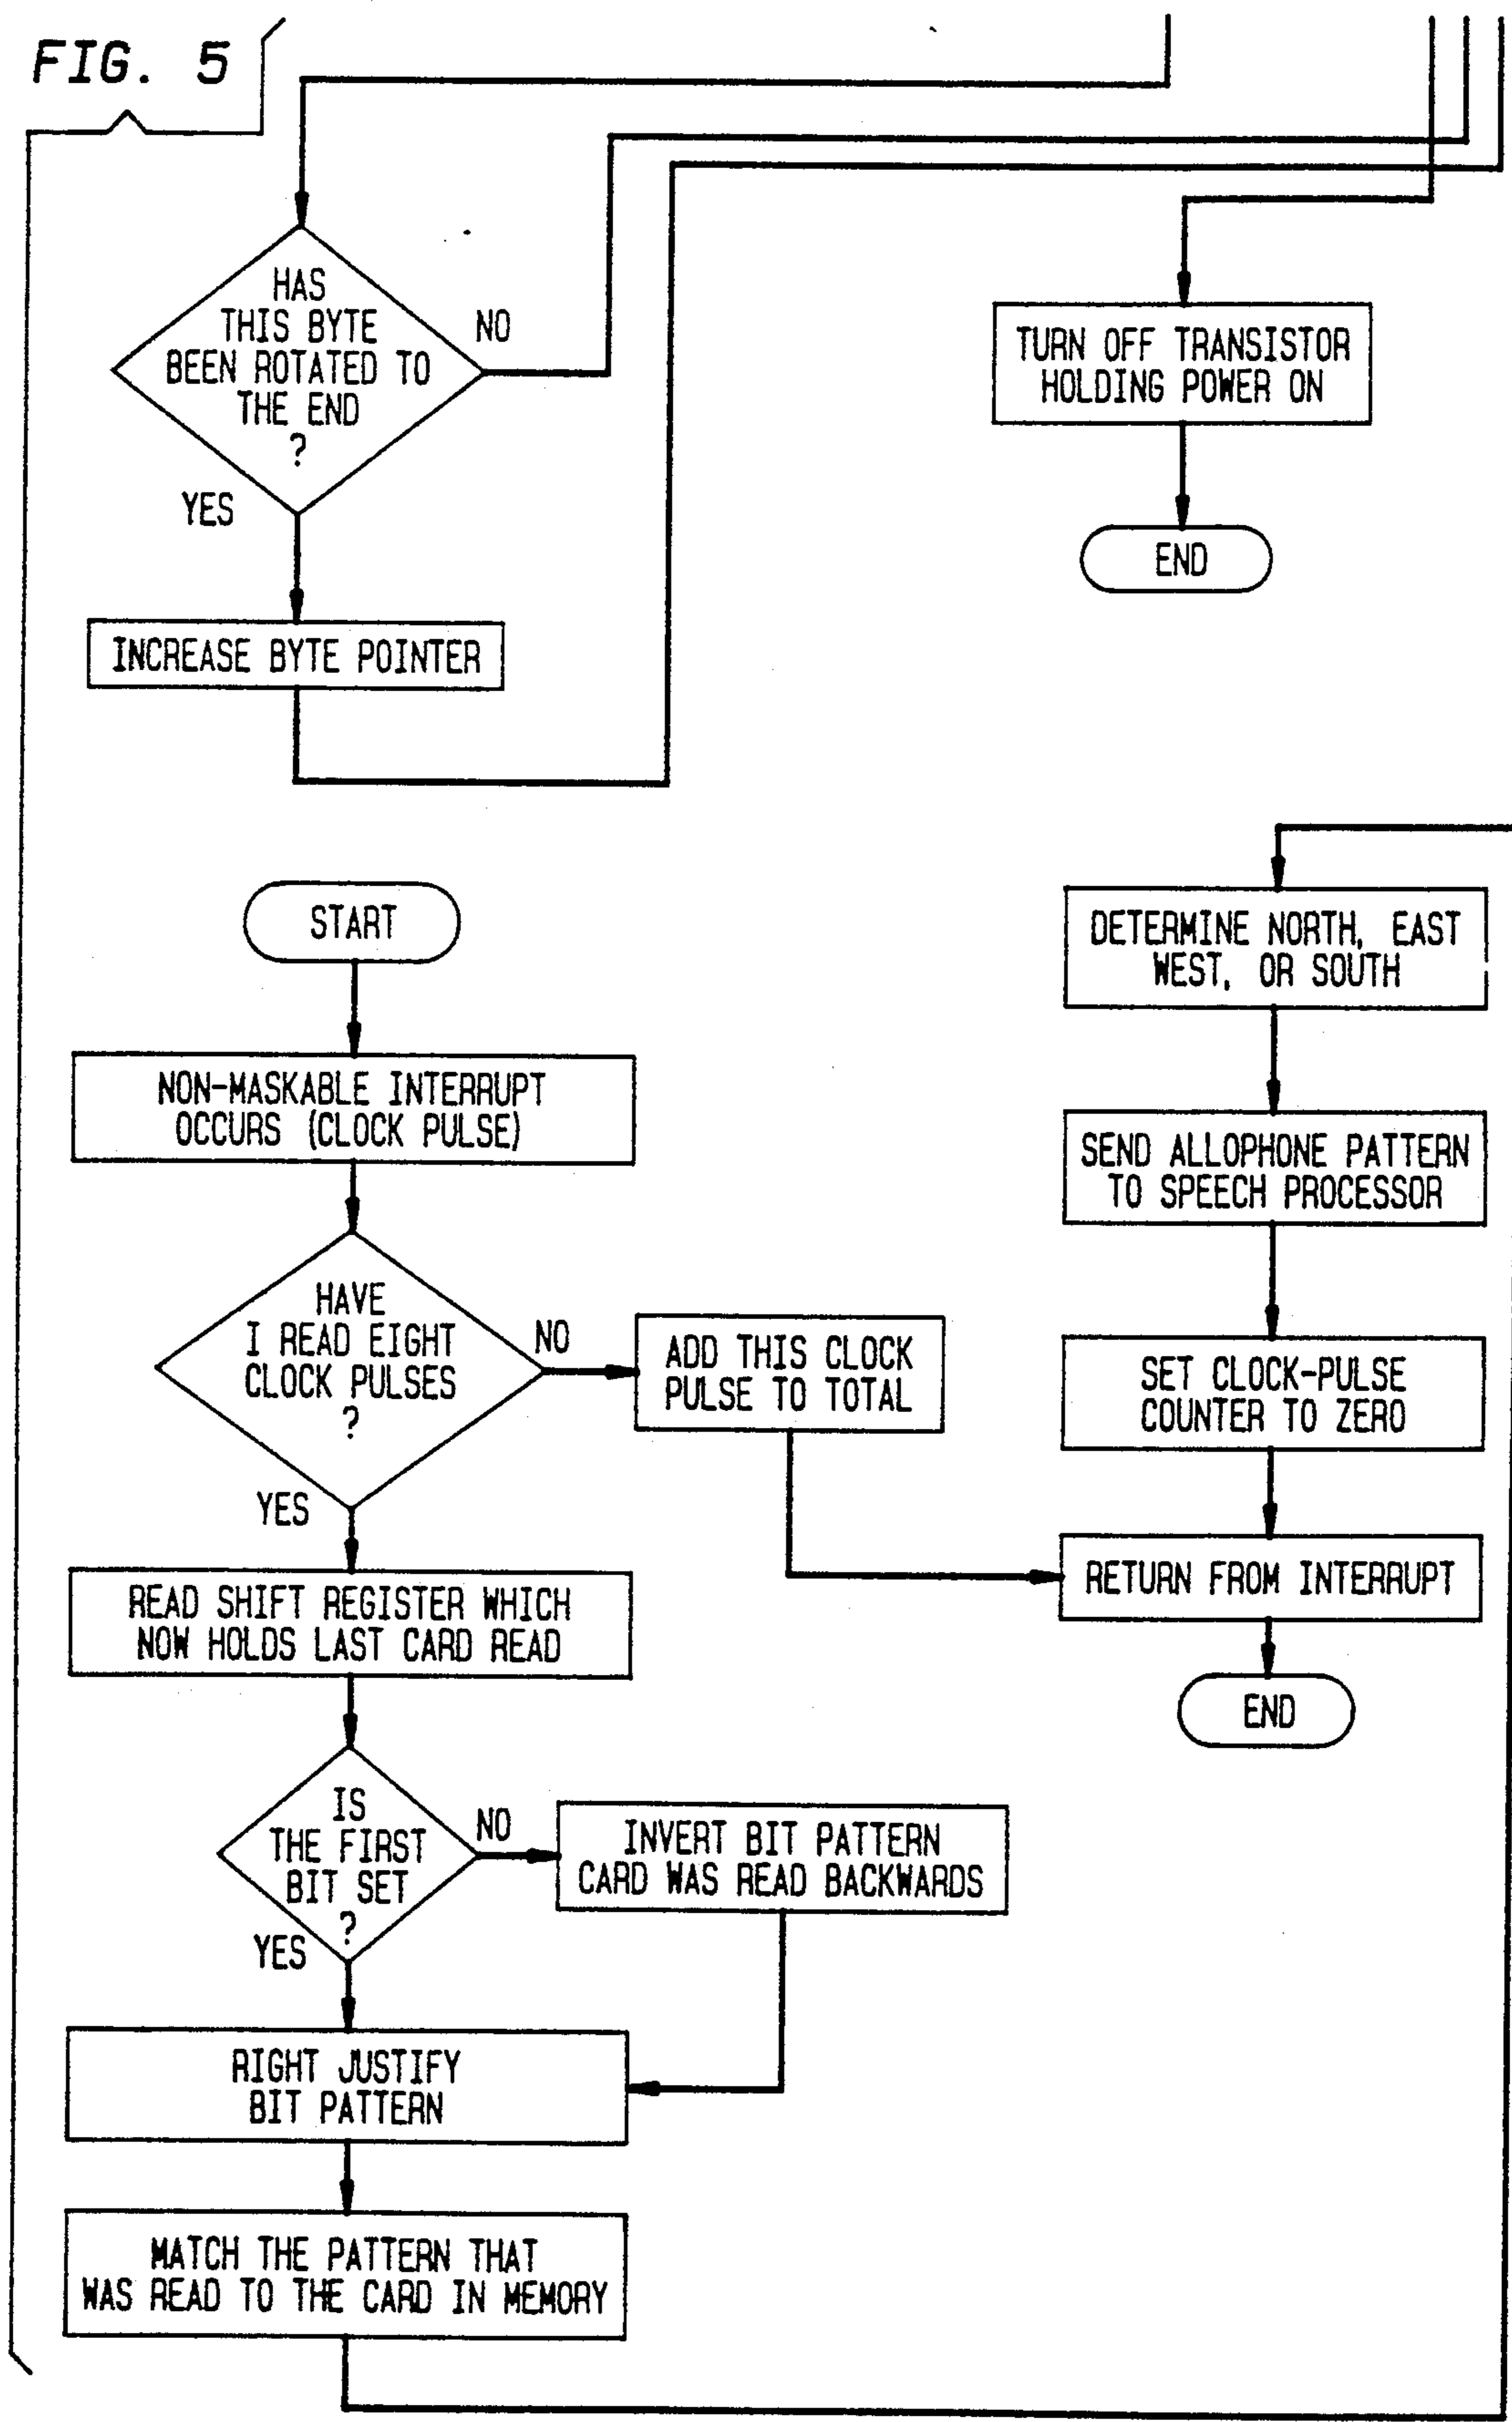 FIG. 5
HAS
THIS BYTE
BEEN ROTATED TO
THE END
?
NO
YES
INCREASE BYTE POINTER
TURN OFF TRANSISTOR
HOLDING POWER ON
END
START
NON-MASKABLE INTERRUPT
OCCURS (CLOCK PULSE)
HAVE
I READ EIGHT
CLOCK PULSES
?
NO
ADD THIS CLOCK
PULSE TO TOTAL
YES
READ SHIFT REGISTER WHICH
NOW HOLDS LAST CARD READ
IS
THE FIRST
BIT SET
?
NO
INVERT BIT PATTERN
CARD WAS READ BACKWARDS
YES
RIGHT JUSTIFY
BIT PATTERN
MATCH THE PATTERN THAT
WAS READ TO THE CARD IN MEMORY
DETERMINE NORTH, EAST
WEST, OR SOUTH
SEND ALLOPHONE PATTERN
TO SPEECH PROCESSOR
SET CLOCK-PULSE
COUNTER TO ZERO
RETURN FROM INTERRUPT
END